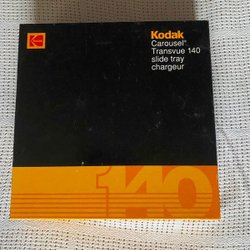 Kodak
Carousel®
Transvue 140
slide tray
chargeur
140